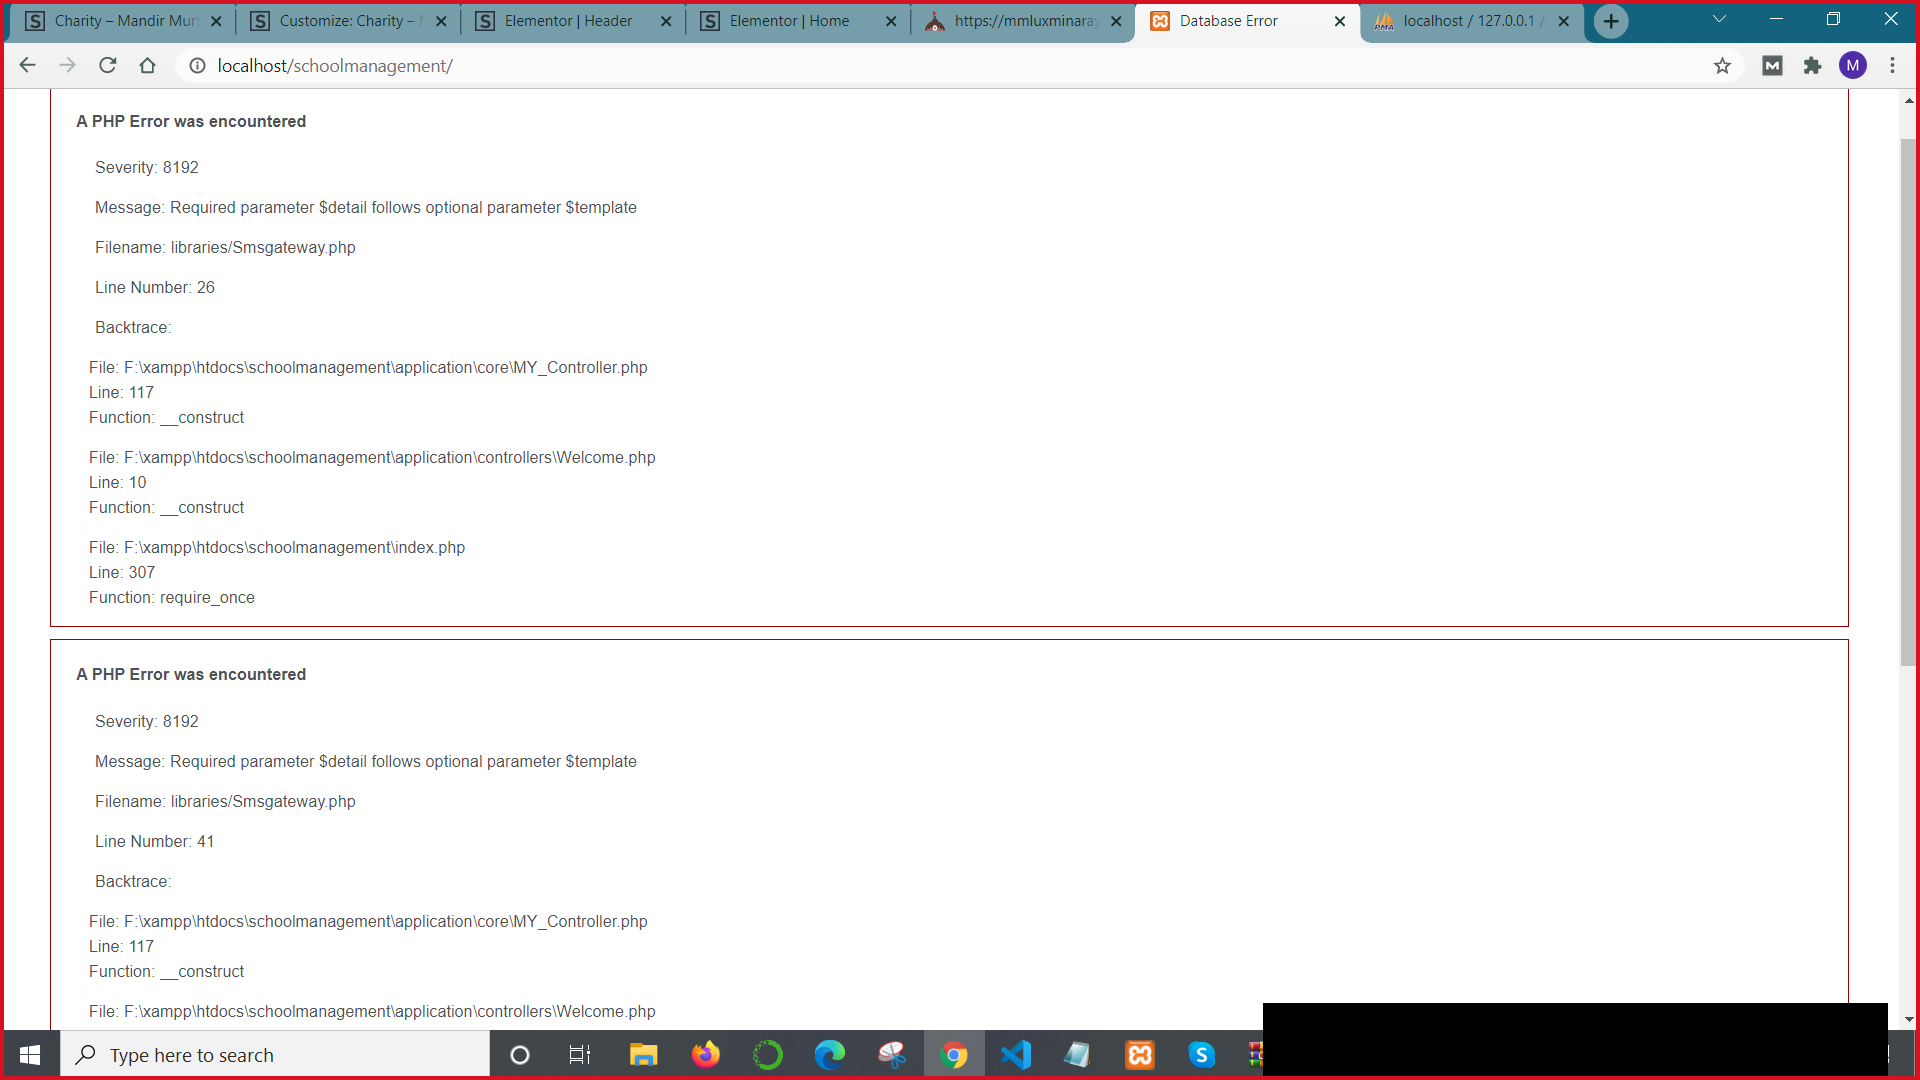 Charity – Mandir Murt
Customize: Charity – M
Elementor | Header
Elementor | Home
https://mmluxminaray
Database Error
localhost / 127.0.0.1 /
localhost/schoolmanagement/
M
M
A PHP Error was encountered
Severity: 8192
Message: Required parameter $detail follows optional parameter $template
Filename: libraries/Smsgateway.php
Line Number: 26
Backtrace:
File: F:\xampp\htdocs\schoolmanagement\application\core\MY_Controller.php
Line: 117
Function: __construct
File: F:\xampp\htdocs\schoolmanagement\application\controllers\Welcome.php
Line: 10
Function: __construct
File: F:\xampp\htdocs\schoolmanagement\index.php
Line: 307
Function: require_once
A PHP Error was encountered
Severity: 8192
Message: Required parameter $detail follows optional parameter $template
Filename: libraries/Smsgateway.php
Line Number: 41
Backtrace:
File: F:\xampp\htdocs\schoolmanagement\application\core\MY_Controller.php
Line: 117
Function: __construct
File: F:\xampp\htdocs\schoolmanagement\application\controllers\Welcome.php
Type here to search